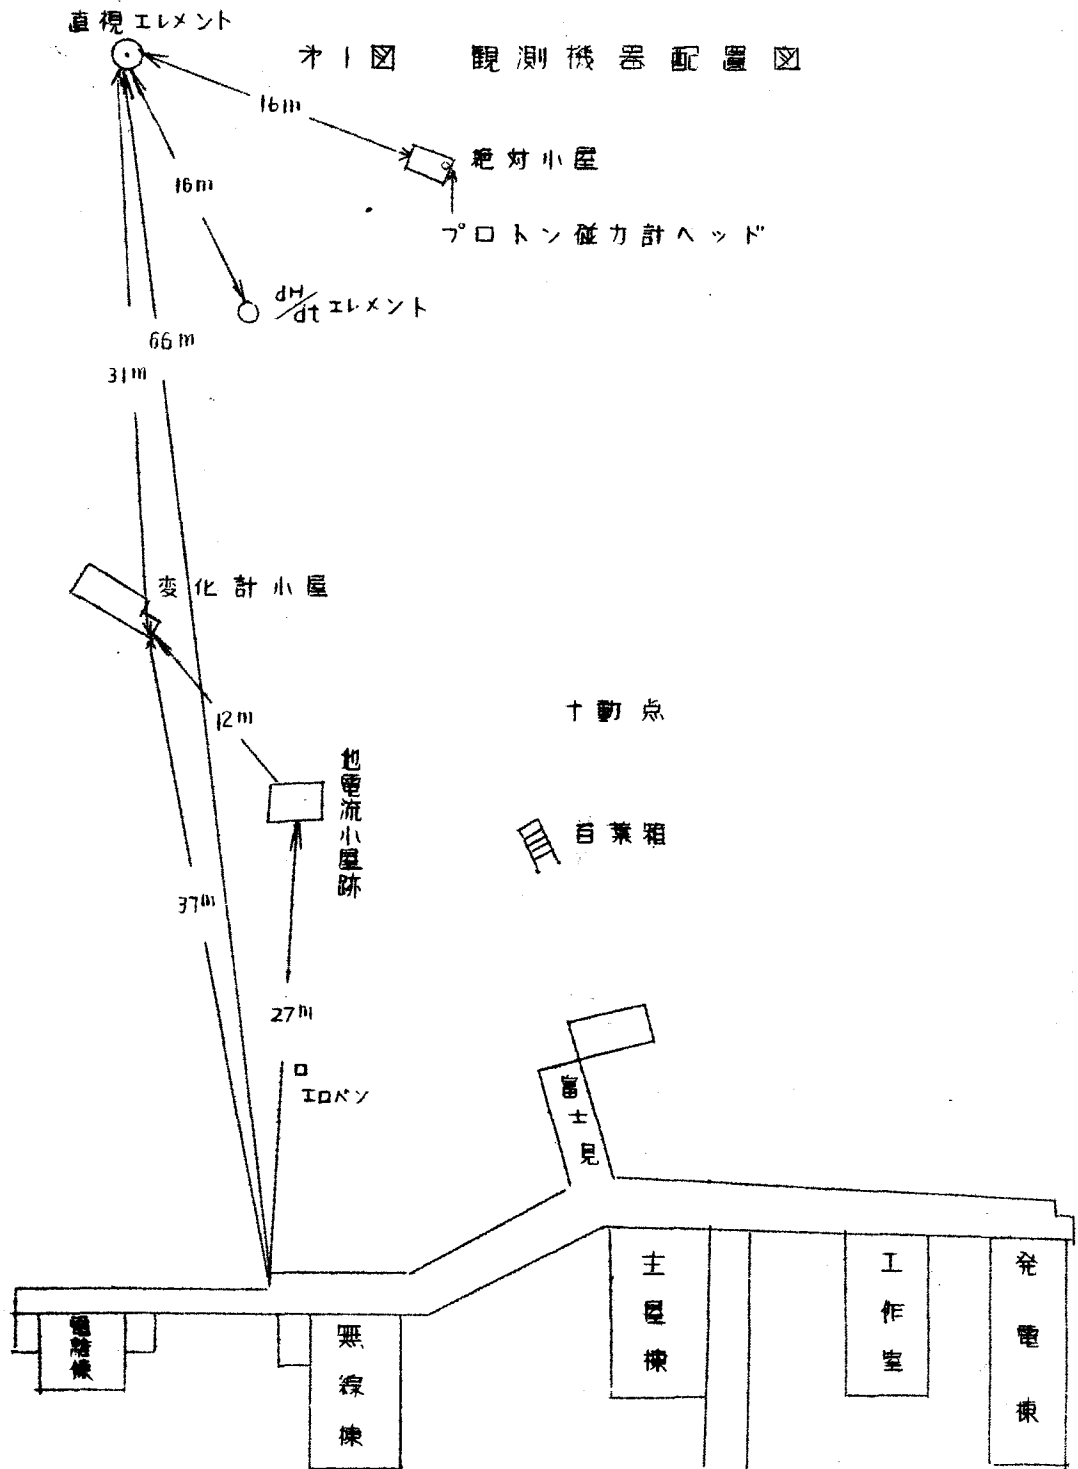 直視エレメント
才1図 観測機器配置図
16m
絶対小屋
16m
プロトン磁力計ヘッド
dH/dt エレメント
66m
31m
変化計小屋
12m
十動点
地電流小屋跡
百葉箱
37m
27m
エロバン
富士見
主屋棟
工作室
発電棟
無線棟